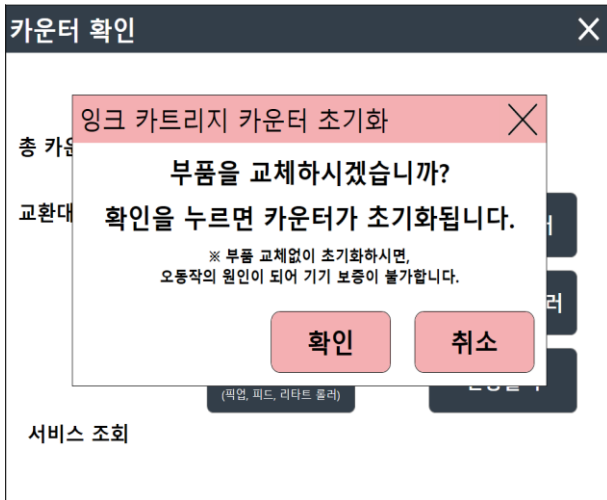 카운터 확인
잉크 카트리지 카운터 초기화
총 카운
부품을 교체하시겠습니까?
교환대
확인을 누르면 카운터가 초기화됩니다.
※ 부품 교체없이 초기화하시면,
오동작의 원인이 되어 기기 보증이 불가합니다.
러
확인
취소
(픽업, 피드, 리타트 롤러)
서비스 조회